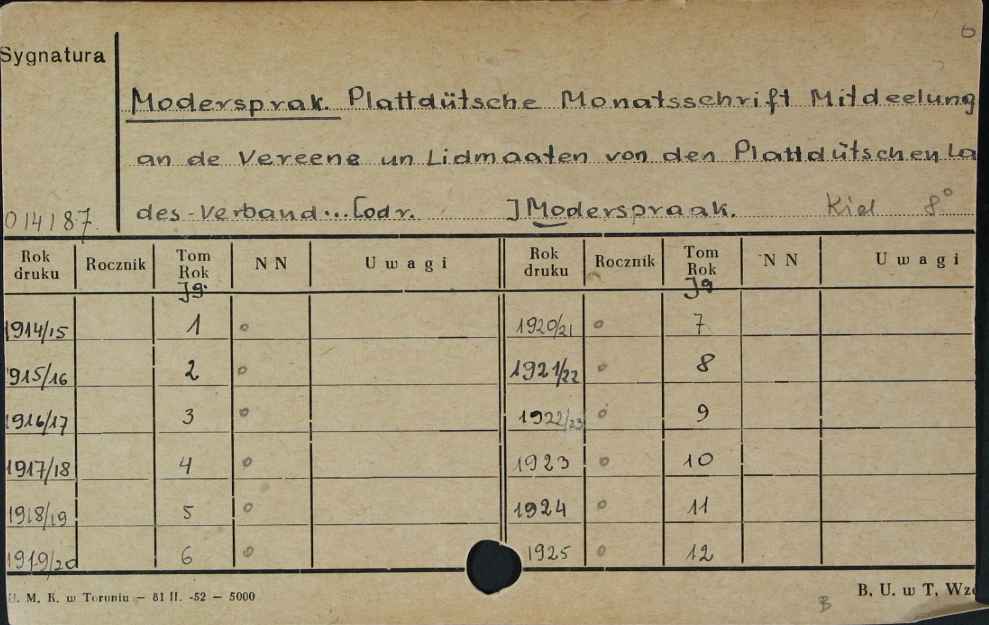 6
Sygnatura
Modersprak. Plattdütsche Monatsschrift Mitdeelung
an de Vereene un Lidmaaten von den Plattdütschen La
des-Verband...[odr. ]Moderspraak. Kiel 8°
014187
Rok druku Rocznik Tom Rok Jg. NN Uwagi Rok druku Rocznik Tom Rok Jg NN Uwagi
1914/15 1 o 1920/21 o 7
1915/16 2 o 1921/22 o 8
1916/17 3 o 1922/23 o 9
1917/18 4 o 1923 o 10
1918/19 5 o 1924 o 11
1919/20 6 o 1925 o 12
U. M. K. w Toruniu — 81 II. -52 — 5000
B. U. w T, Wzó
B